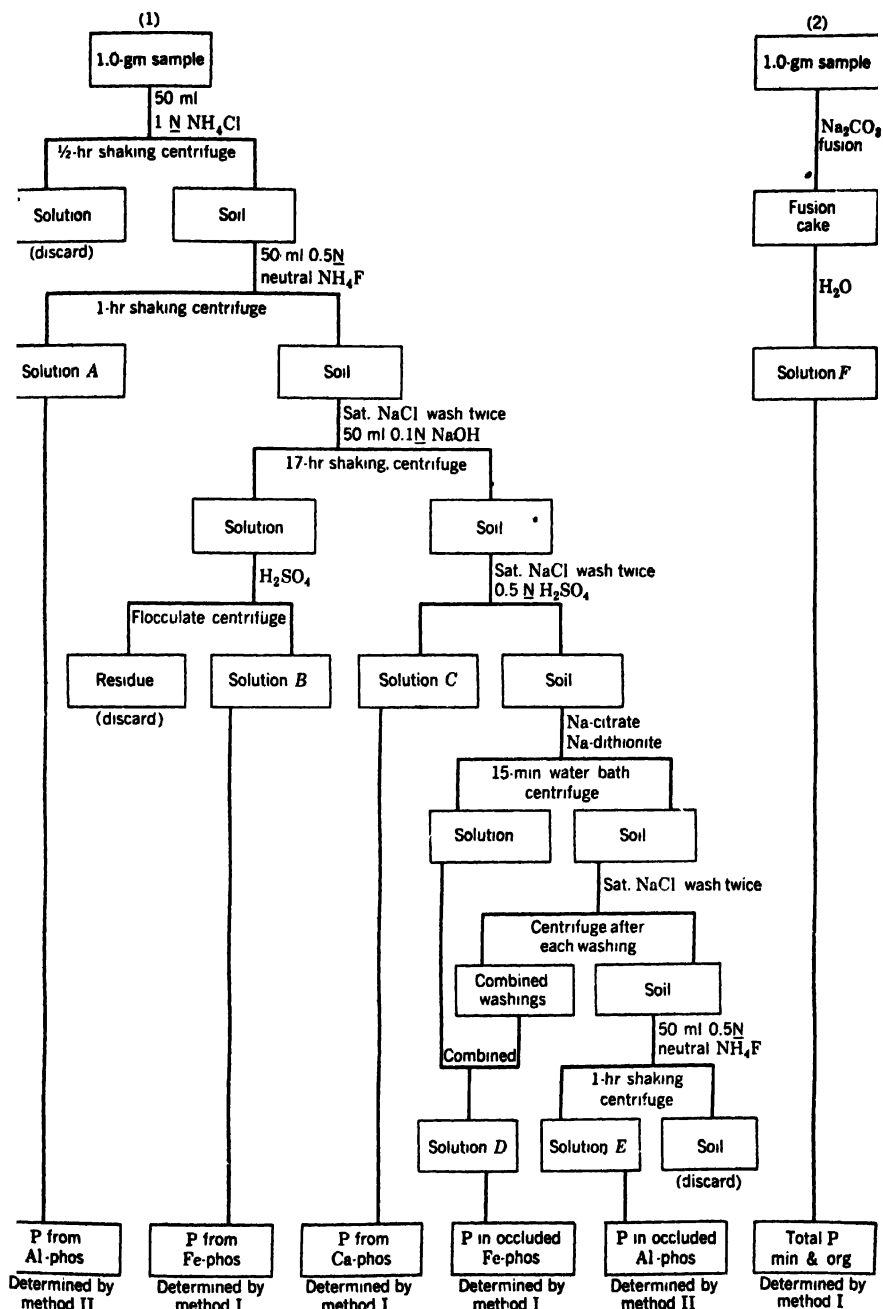 (1)
(2)
1.0-gm sample
1.0-gm sample
50 ml
1 N NH₄Cl
Na₂CO₃
fusion
½-hr shaking centrifuge
Solution
Soil
Fusion
cake
(discard)
50 ml 0.5N
neutral NH₄F
H₂O
1-hr shaking centrifuge
Solution A
Soil
Solution F
Sat. NaCl wash twice
50 ml 0.1N NaOH
17-hr shaking, centrifuge
Solution
Soil
H₂SO₄
Sat. NaCl wash twice
0.5 N H₂SO₄
Flocculate centrifuge
Residue
Solution B
Solution C
Soil
(discard)
Na-citrate
Na-dithionite
15-min water bath
centrifuge
Solution
Soil
Sat. NaCl wash twice
Centrifuge after
each washing
Combined
washings
Soil
50 ml 0.5N
neutral NH₄F
Combined
1-hr shaking
centrifuge
Solution D
Solution E
Soil
(discard)
P from
Al-phos
P from
Fe-phos
P from
Ca-phos
P in occluded
Fe-phos
P in occluded
Al-phos
Total P
min & org
Determined by
method II
Determined by
method I
Determined by
method I
Determined by
method I
Determined by
method II
Determined by
method I